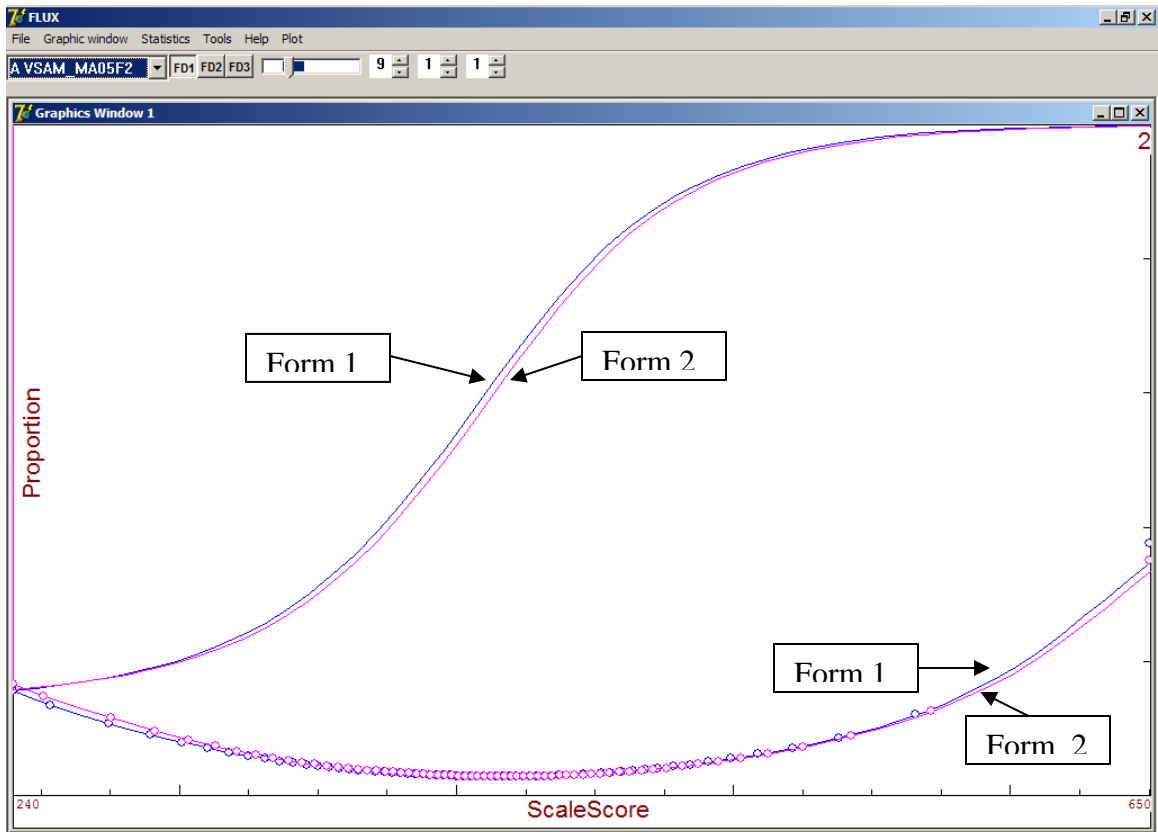 FLUX
File Graphic window Statistics Tools Help Plot
A VSAM_MA05F2 FD1 FD2 FD3 9 1 1
Graphics Window 1
2
Form 1
Form 2
Proportion
Form 1
Form 2
240
ScaleScore
650